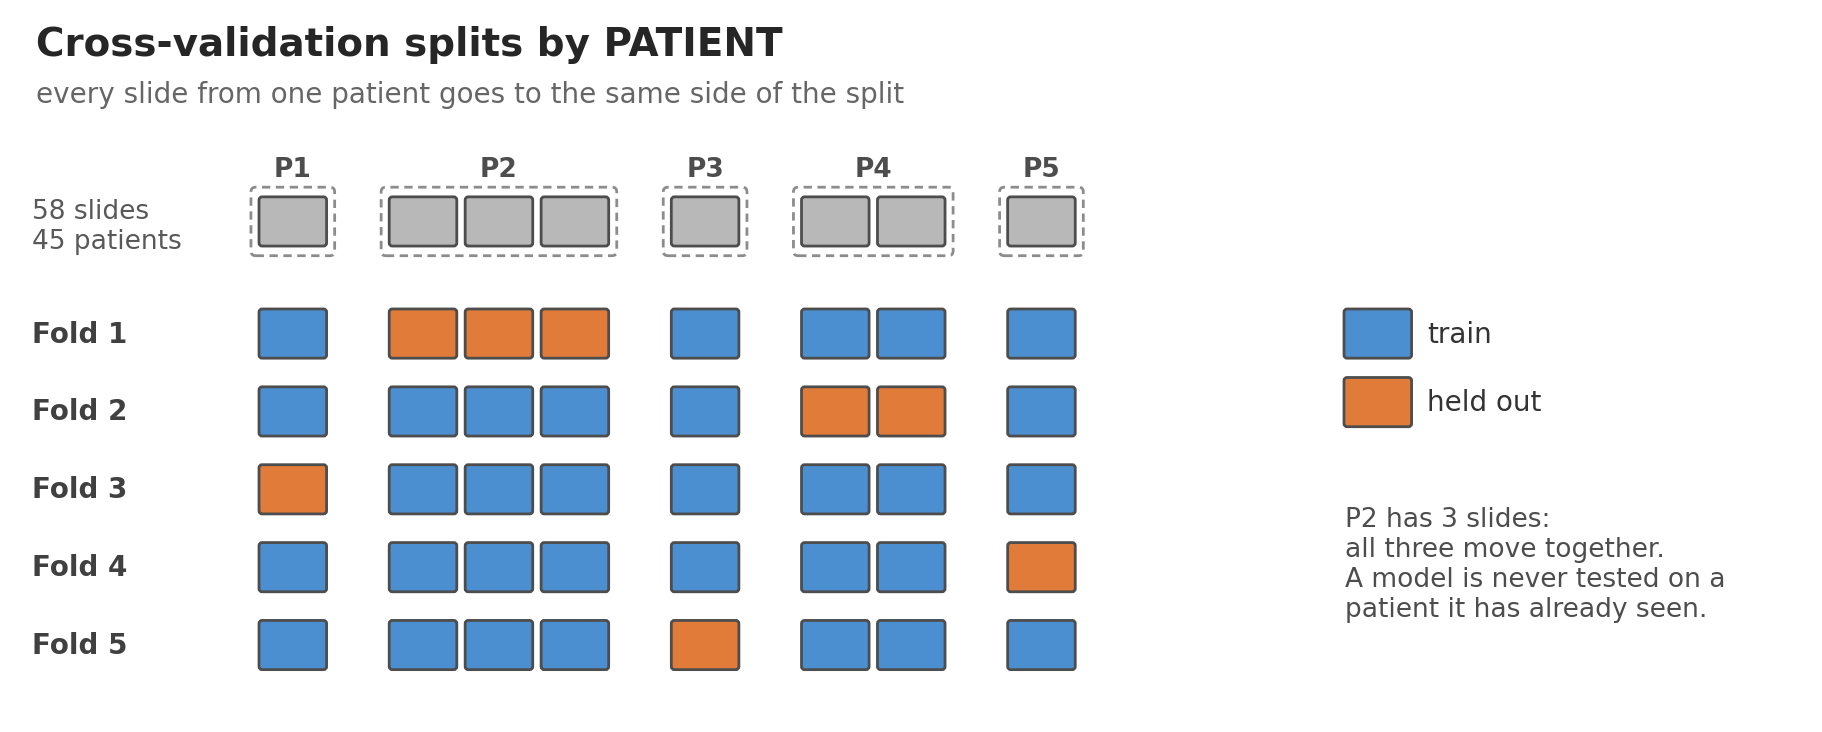 Cross-validation splits by PATIENT
every slide from one patient goes to the same side of the split
P1 P2 P3 P4 P5
58 slides
45 patients
Fold 1
Fold 2
Fold 3
Fold 4
Fold 5
train
held out
P2 has 3 slides:
all three move together.
A model is never tested on a
patient it has already seen.